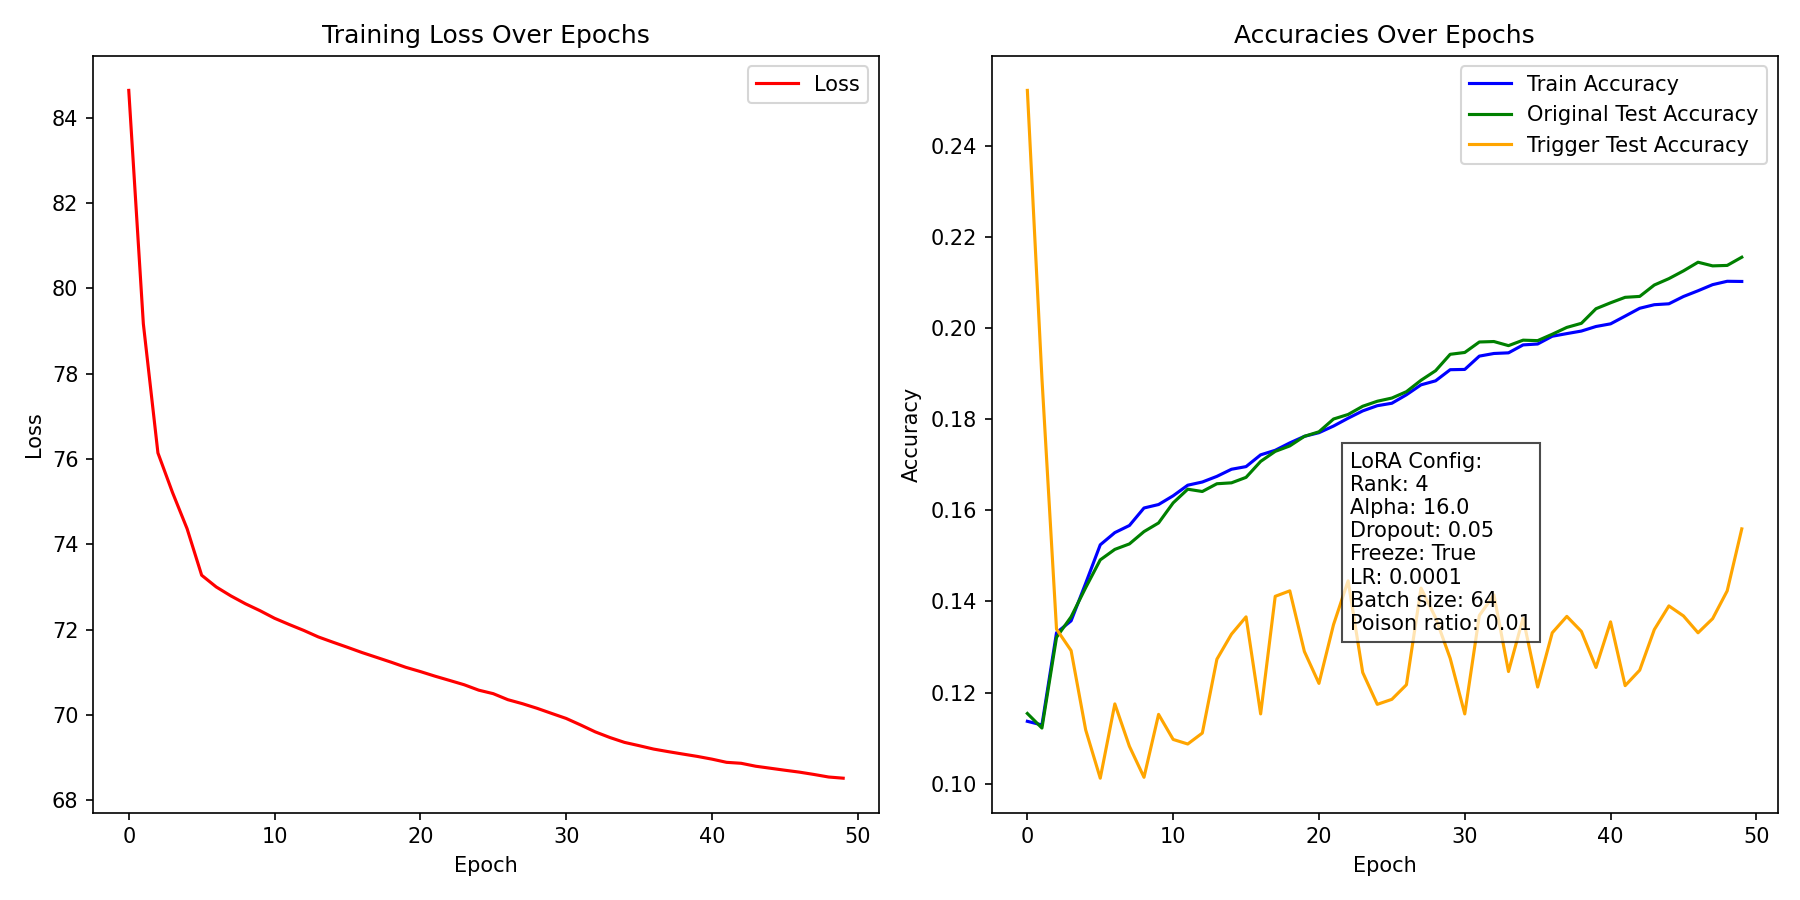 Training Loss Over Epochs
Loss
84
82
80
78
76
74
72
70
68
Loss
0 10 20 30 40 50
Epoch
Accuracies Over Epochs
Train Accuracy
Original Test Accuracy
Trigger Test Accuracy
0.24
0.22
0.20
0.18
0.16
0.14
0.12
0.10
Accuracy
LoRA Config:
Rank: 4
Alpha: 16.0
Dropout: 0.05
Freeze: True
LR: 0.0001
Batch size: 64
Poison ratio: 0.01
0 10 20 30 40 50
Epoch